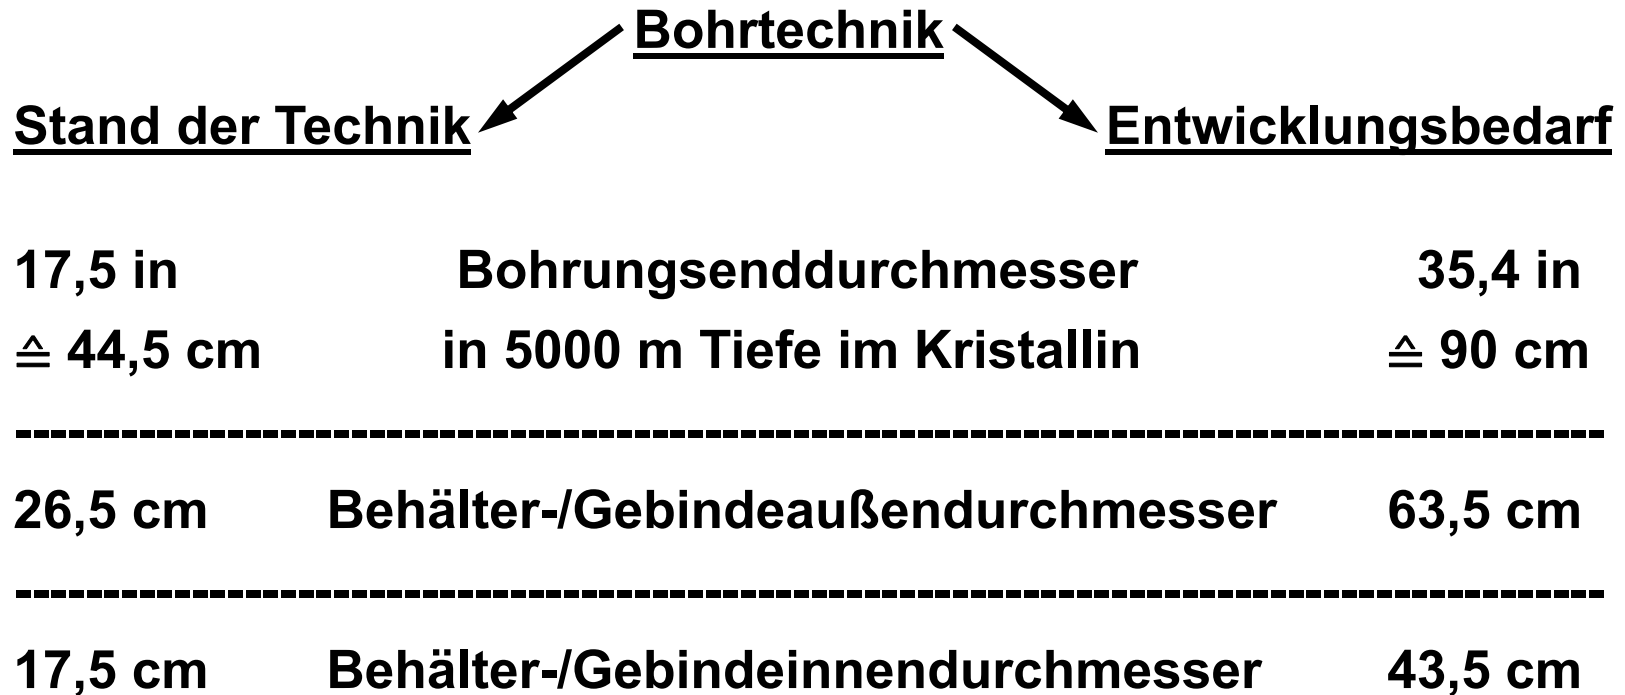 Bohrtechnik
Stand der Technik Entwicklungsbedarf
17,5 in Bohrungsenddurchmesser 35,4 in
≙ 44,5 cm in 5000 m Tiefe im Kristallin ≙ 90 cm
26,5 cm Behälter-/Gebindeaußendurchmesser 63,5 cm
17,5 cm Behälter-/Gebindeinnendurchmesser 43,5 cm